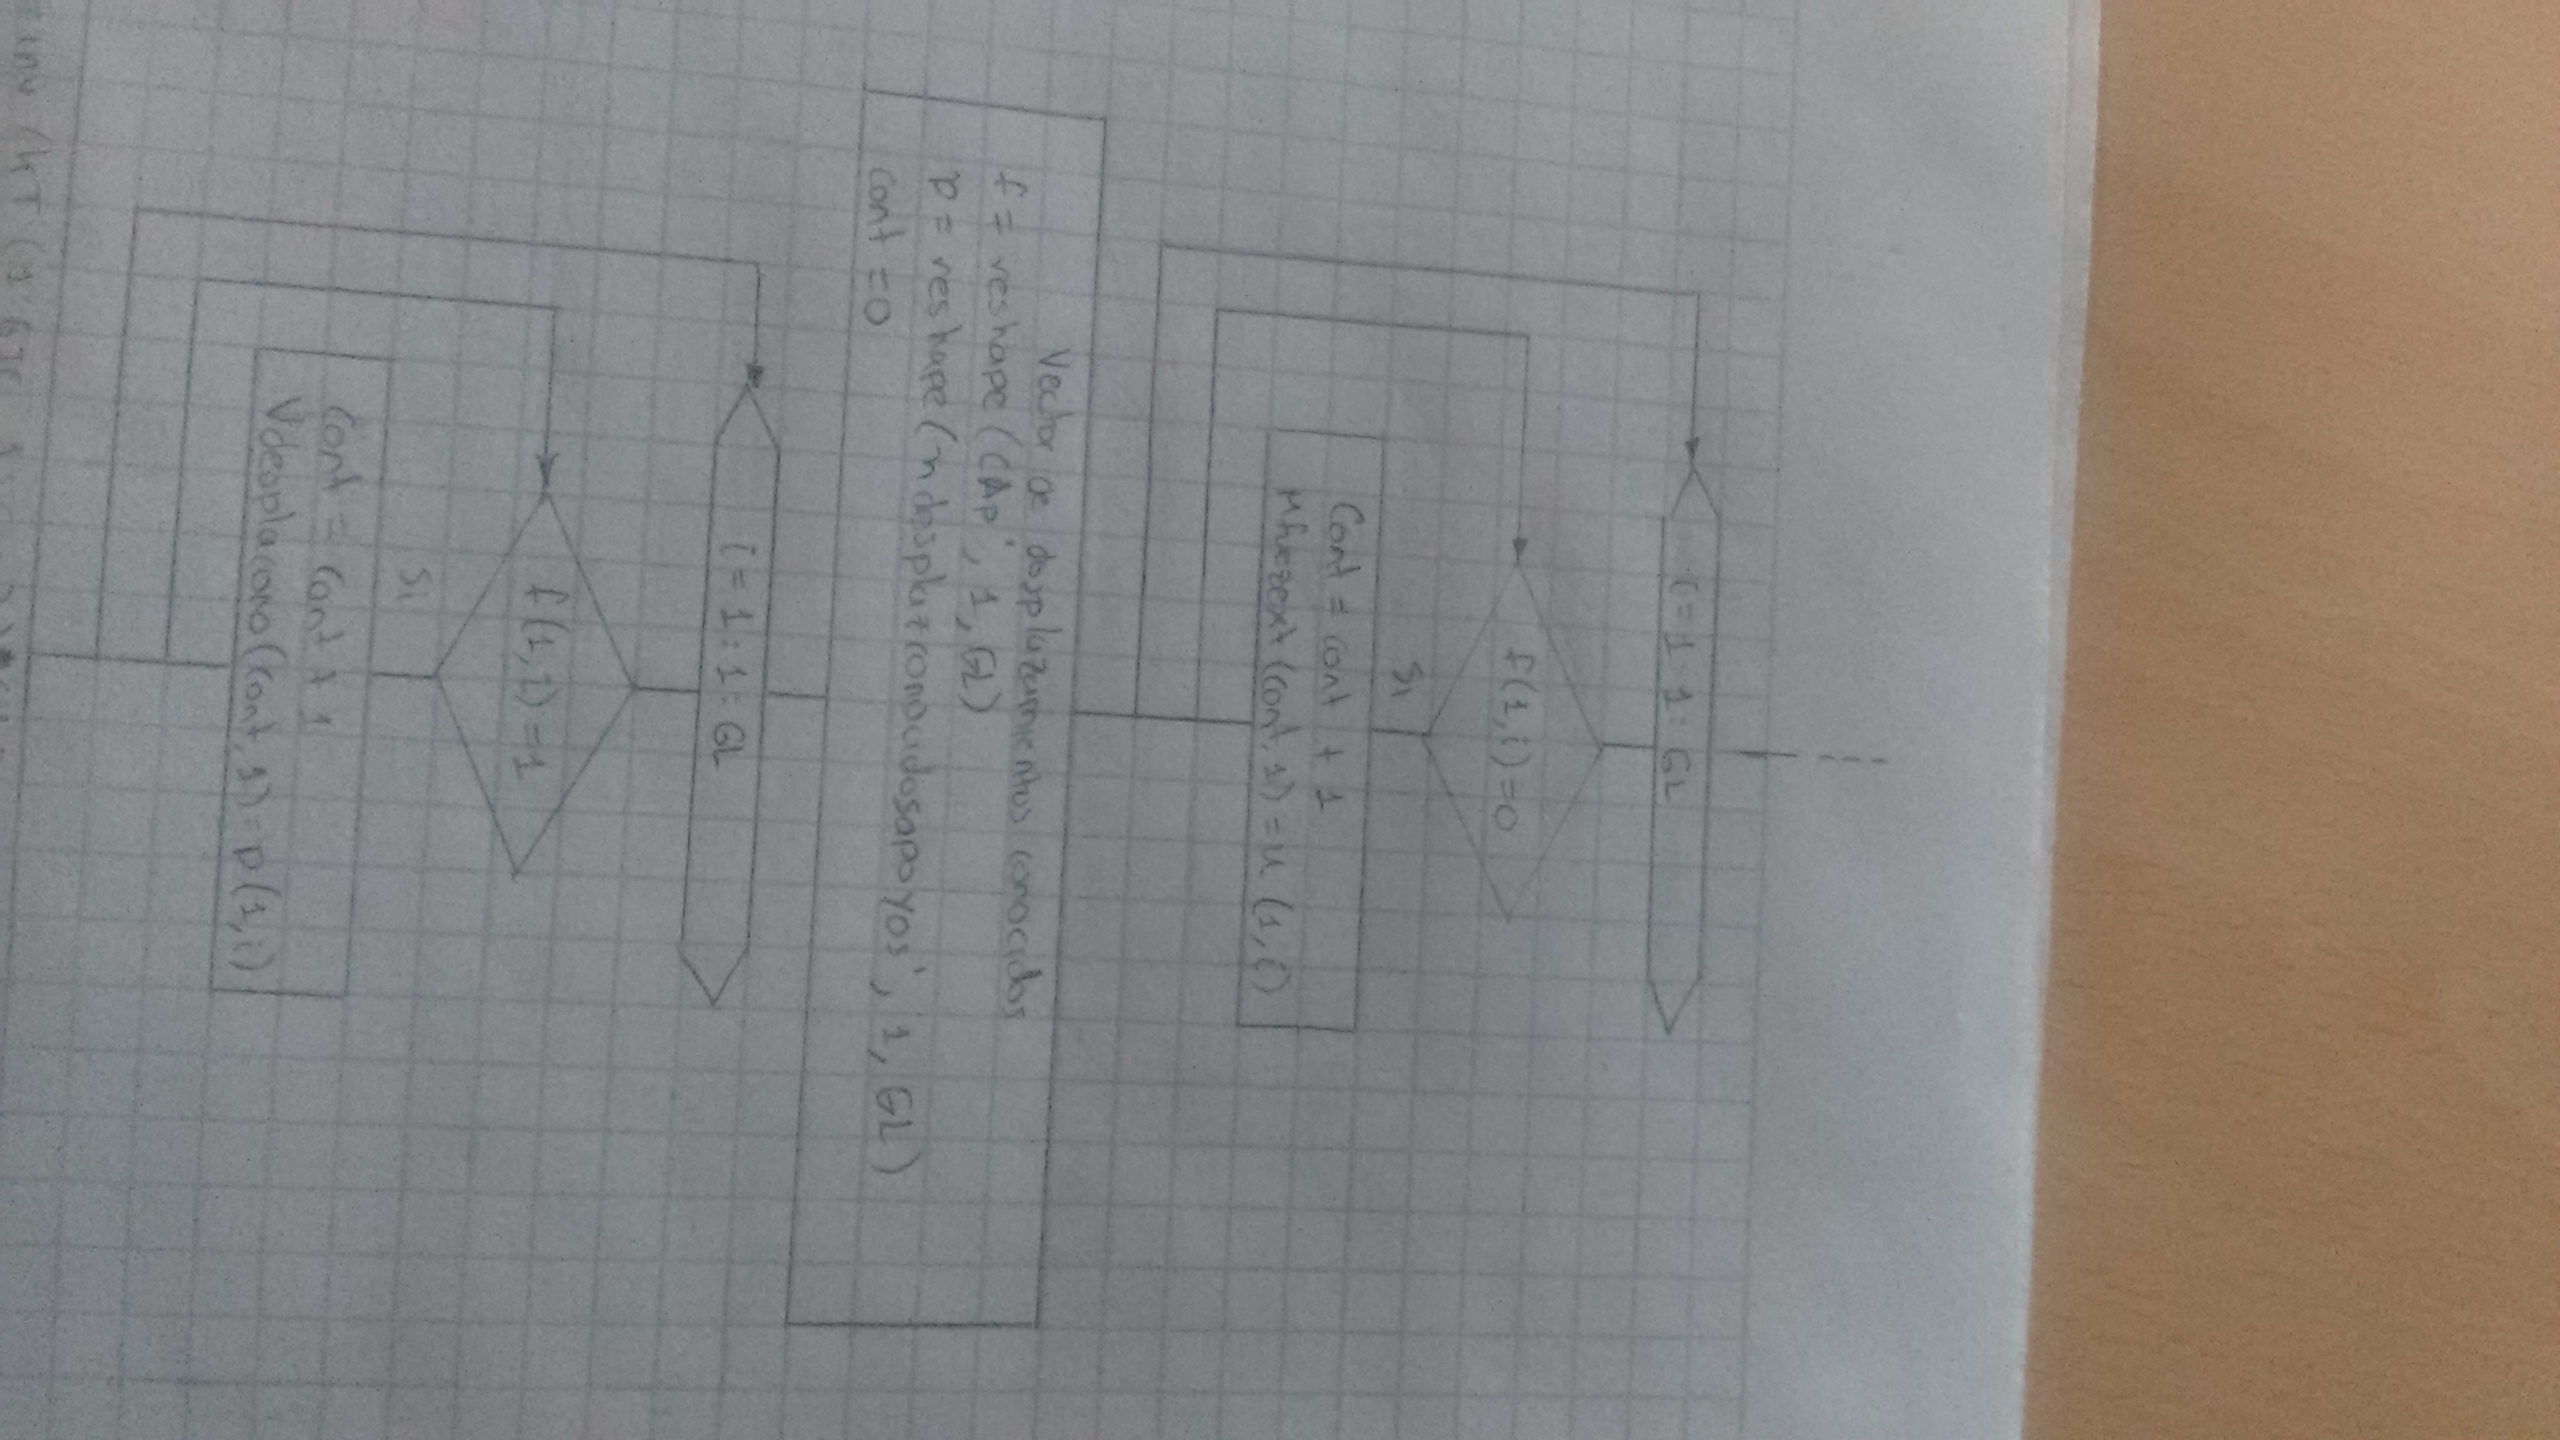 i = 1 : 1 : GL
f(1,i)=0
Si
Cont = cont + 1
Mfuezext (cont, 1) = u (1,i)
Vector de desplazamientos conocidos
f = reshape (CAp', 1, GL)
p = reshape (mdesplazconocidosapoyos', 1, GL)
Cont = 0
i = 1 : 1 : GL
f(1,1) = 1
Si
Cont = Cont + 1
Vdesplacono (cont, 1) = p(1,i)